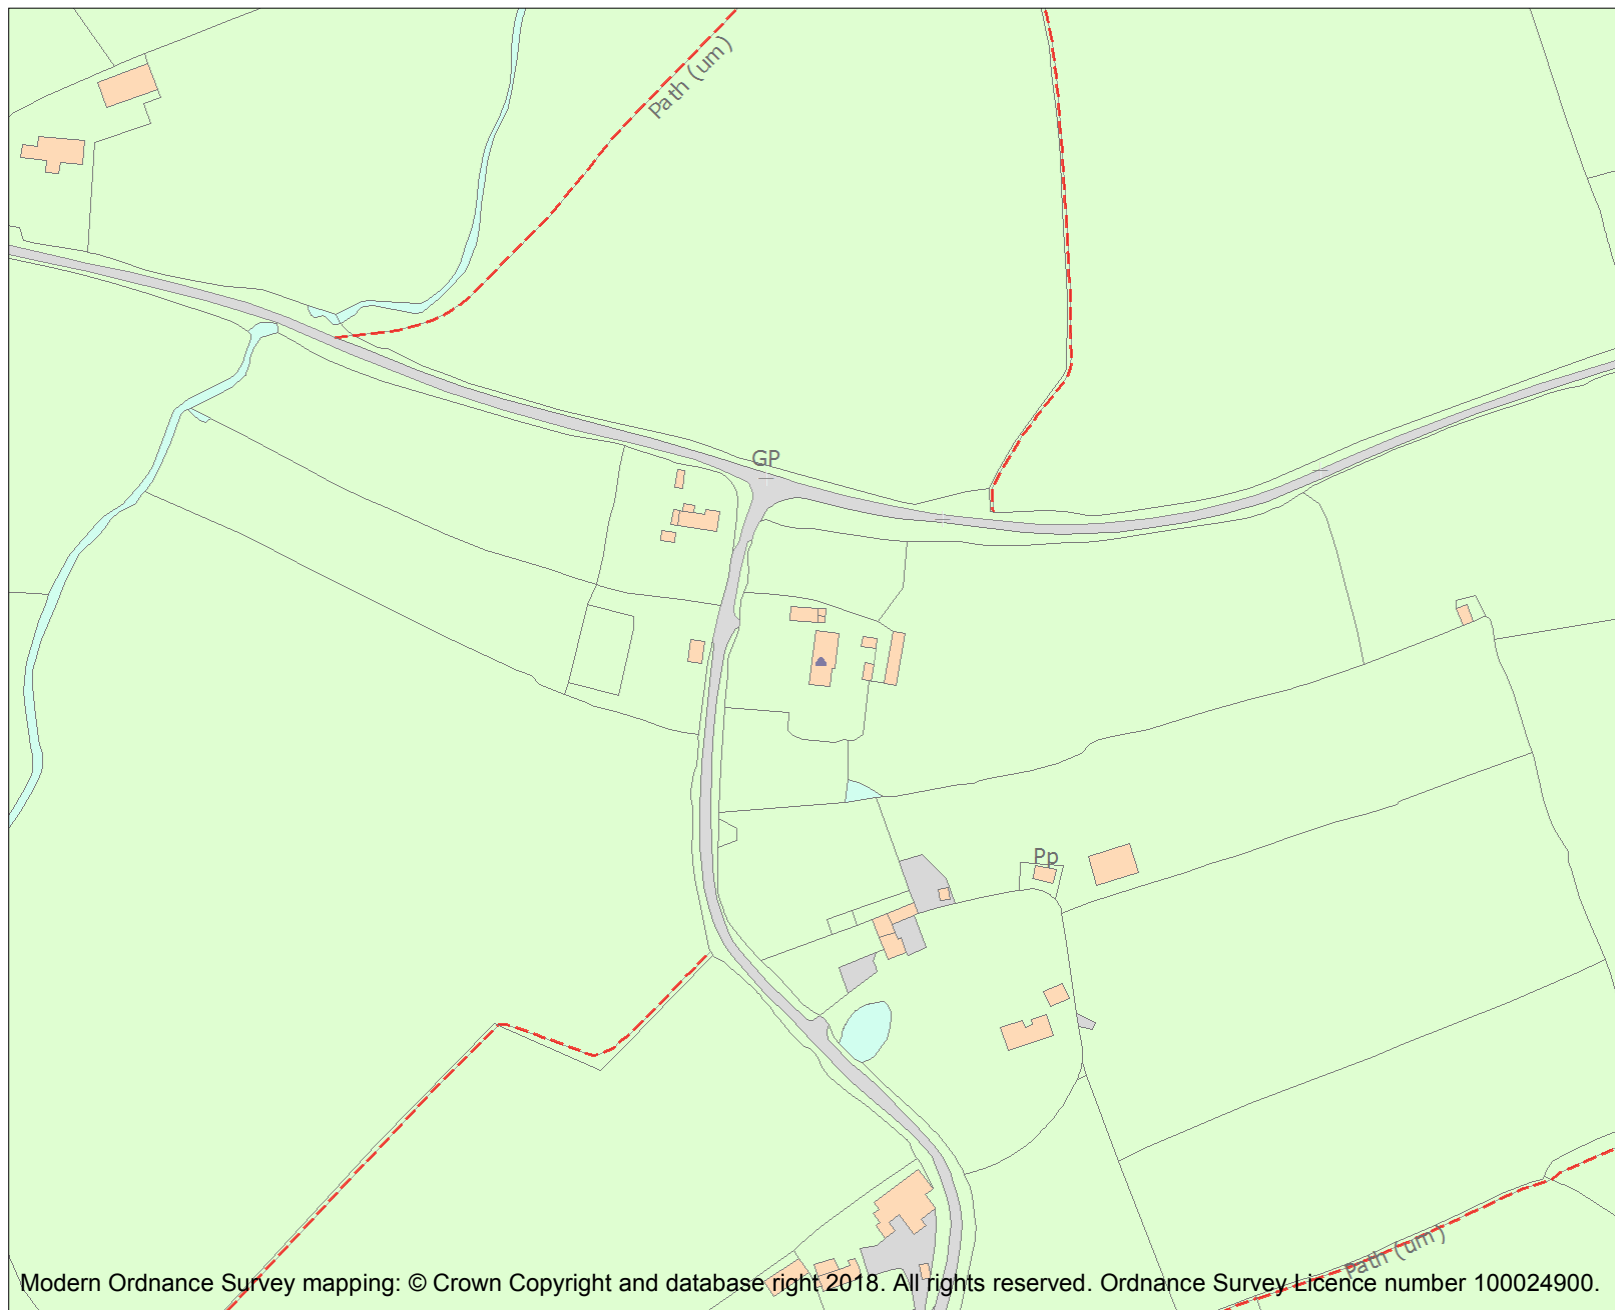 Path (um)
GP
Pp
Path (um)
Modern Ordnance Survey mapping: © Crown Copyright and database right 2018. All rights reserved. Ordnance Survey Licence number 100024900.